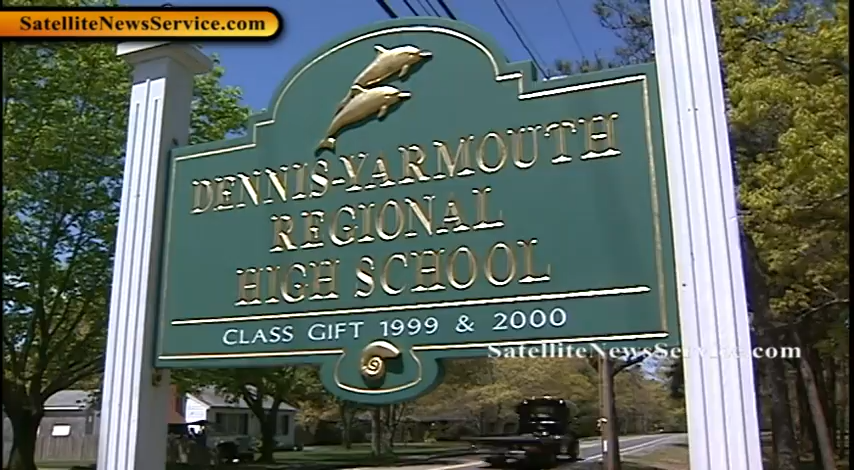 SatelliteNewsService.com
DENNIS-YARMOUTH
REGIONAL
HIGH SCHOOL
CLASS GIFT 1999 & 2000
SatelliteNewsService.com